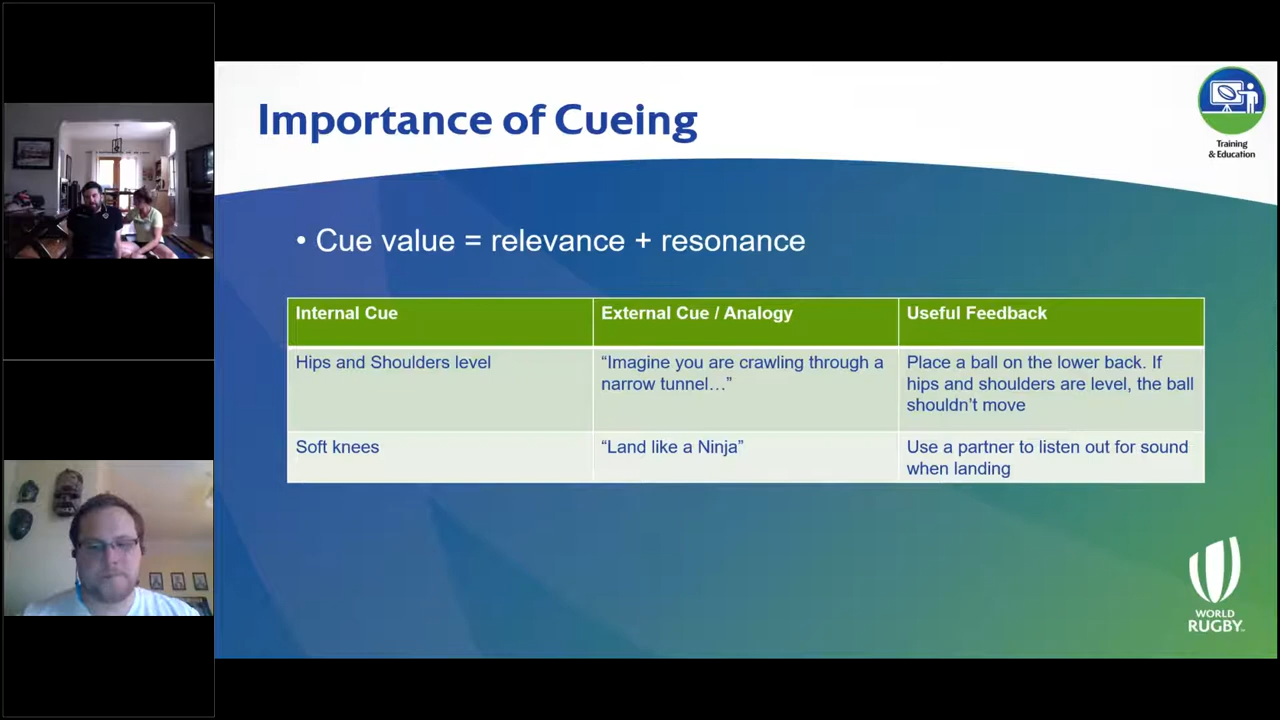 Importance of Cueing
Training
& Education
• Cue value = relevance + resonance
Internal Cue
External Cue / Analogy
Useful Feedback
Hips and Shoulders level
“Imagine you are crawling through a
narrow tunnel…”
Place a ball on the lower back. If
hips and shoulders are level, the ball
shouldn’t move
Soft knees
“Land like a Ninja”
Use a partner to listen out for sound
when landing
WORLD
RUGBY